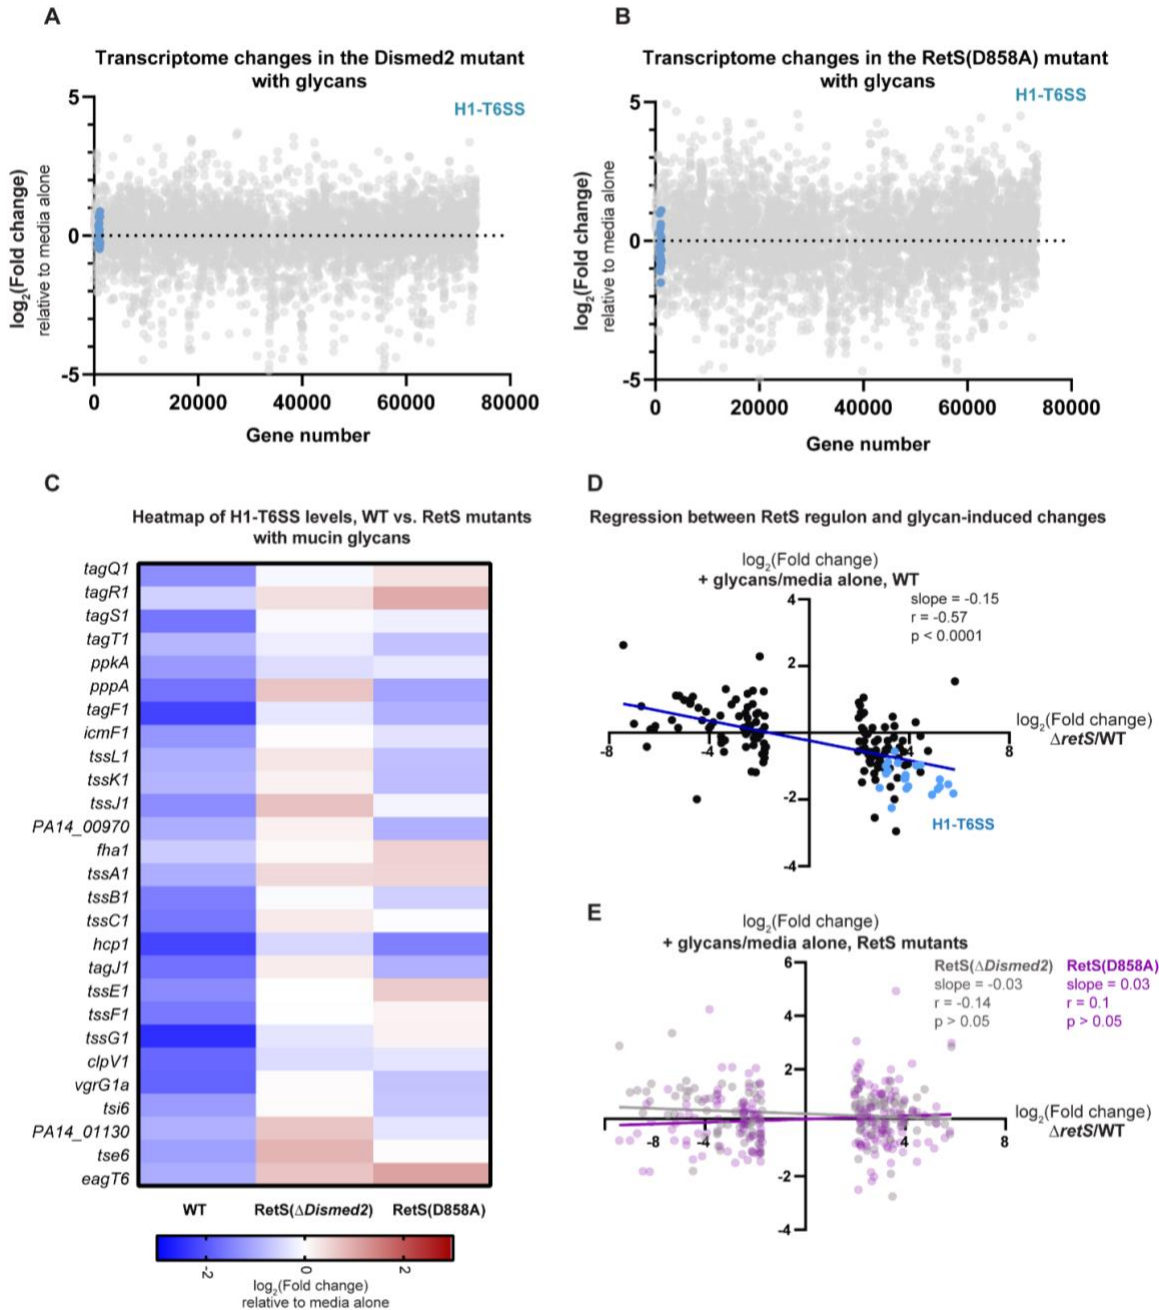 A
Transcriptome changes in the Dismed2 mutant
with glycans
H1-T6SS
log2(Fold change)
relative to media alone
5
0
-5
0 20000 40000 60000 80000
Gene number
B
Transcriptome changes in the RetS(D858A) mutant
with glycans
H1-T6SS
log2(Fold change)
relative to media alone
5
0
-5
0 20000 40000 60000 80000
Gene number
C
Heatmap of H1-T6SS levels, WT vs. RetS mutants
with mucin glycans
tagQ1
tagR1
tagS1
tagT1
ppkA
pppA
tagF1
icmF1
tssL1
tssK1
tssJ1
PA14_00970
fha1
tssA1
tssB1
tssC1
hcp1
tagJ1
tssE1
tssF1
tssG1
clpV1
vgrG1a
tsi6
PA14_01130
tse6
eagT6
WT RetS(ΔDismed2) RetS(D858A)
-2 0 2
log2(Fold change)
relative to media alone
D
Regression between RetS regulon and glycan-induced changes
log2(Fold change)
+ glycans/media alone, WT
slope = -0.15
r = -0.57
p < 0.0001
4
2
-2
-4
-8 -4 4 8
log2(Fold change)
ΔretS/WT
H1-T6SS
E
log2(Fold change)
+ glycans/media alone, RetS mutants
RetS(ΔDismed2)
slope = -0.03
r = -0.14
p > 0.05
RetS(D858A)
slope = 0.03
r = 0.1
p > 0.05
6
4
2
-2
-4
-8 -4 4 8
log2(Fold change)
ΔretS/WT